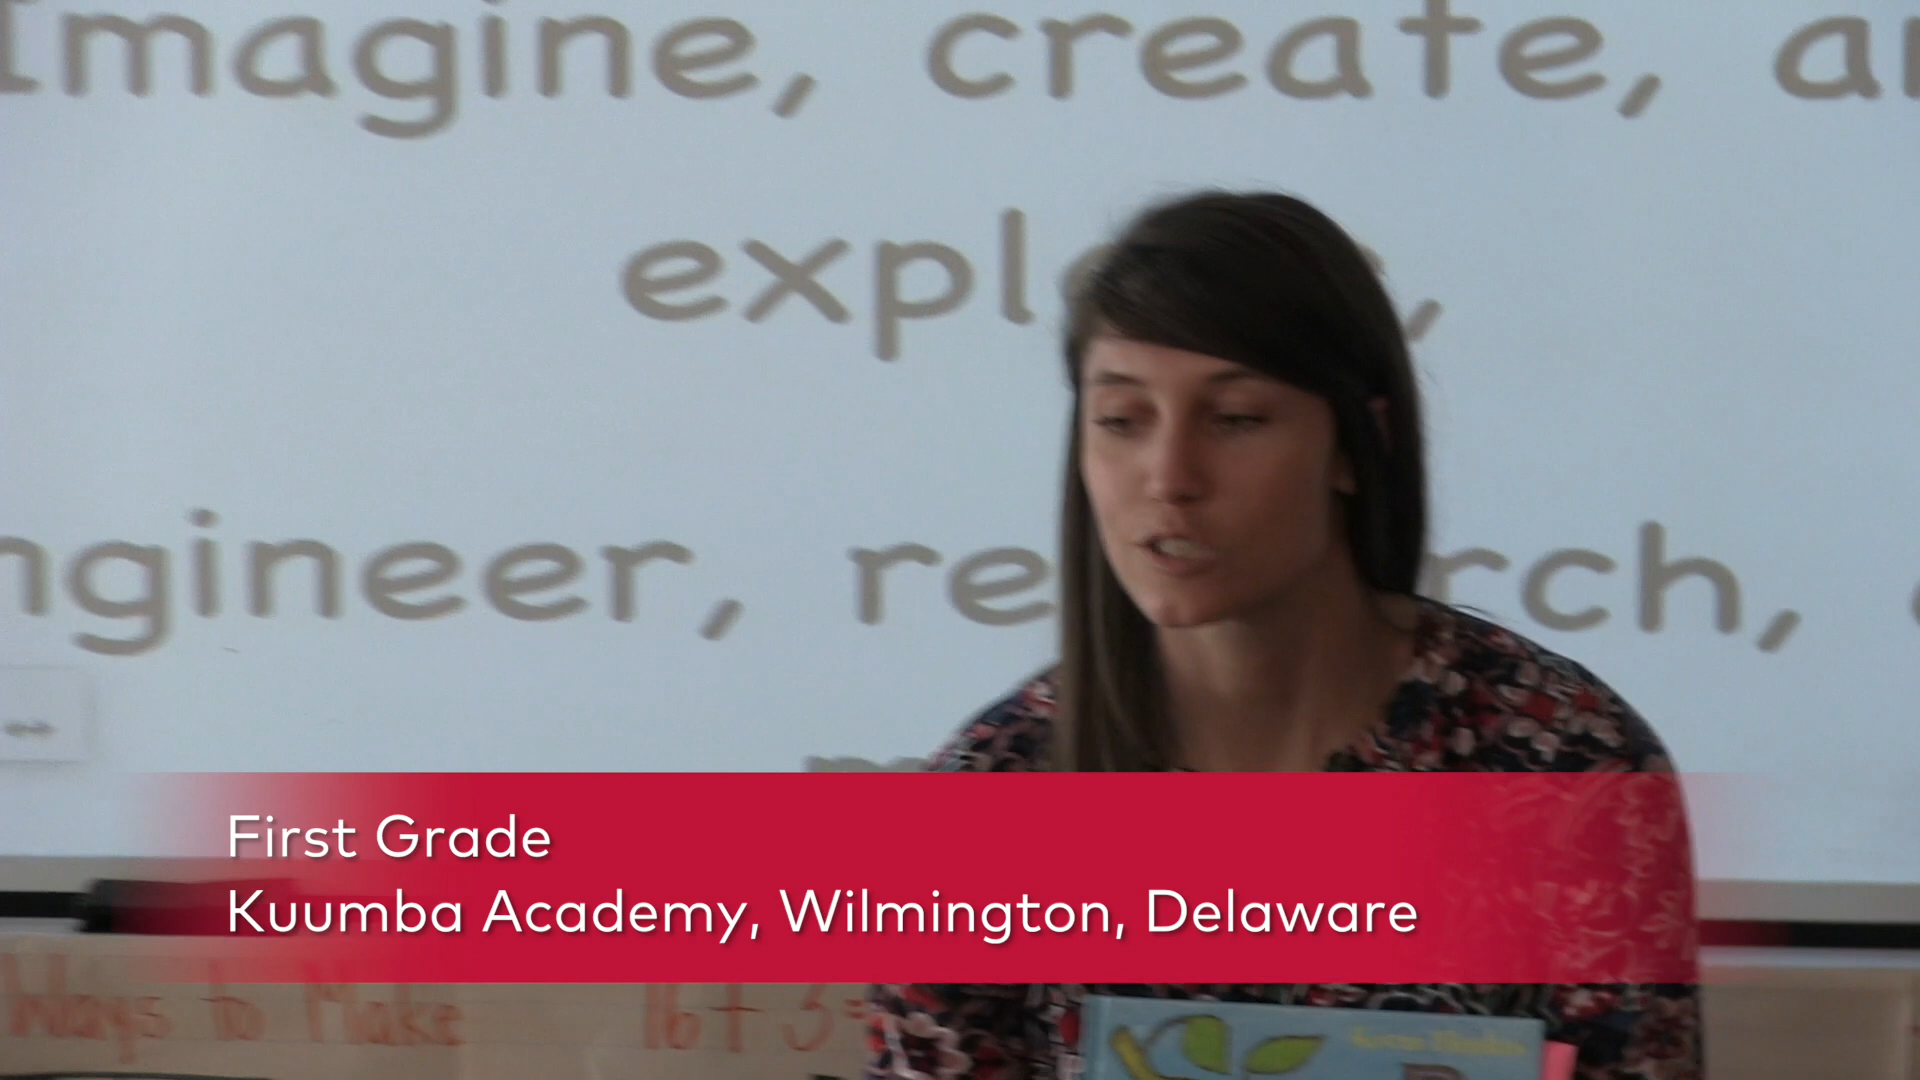 Imagine, create, a
expl ,
ngineer, re rch,
First Grade
Kuumba Academy, Wilmington, Delaware
Ways to Make 16 + 3 =